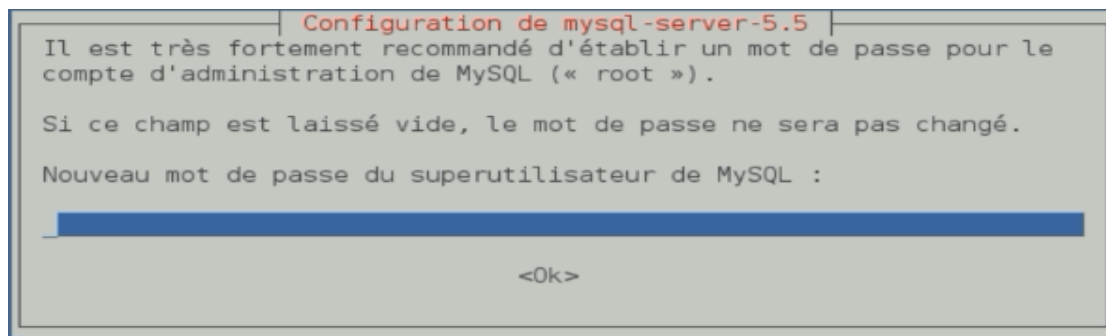 Configuration de mysql-server-5.5
Il est très fortement recommandé d'établir un mot de passe pour le
compte d'administration de MySQL (« root »).
Si ce champ est laissé vide, le mot de passe ne sera pas changé.
Nouveau mot de passe du superutilisateur de MySQL :
<Ok>